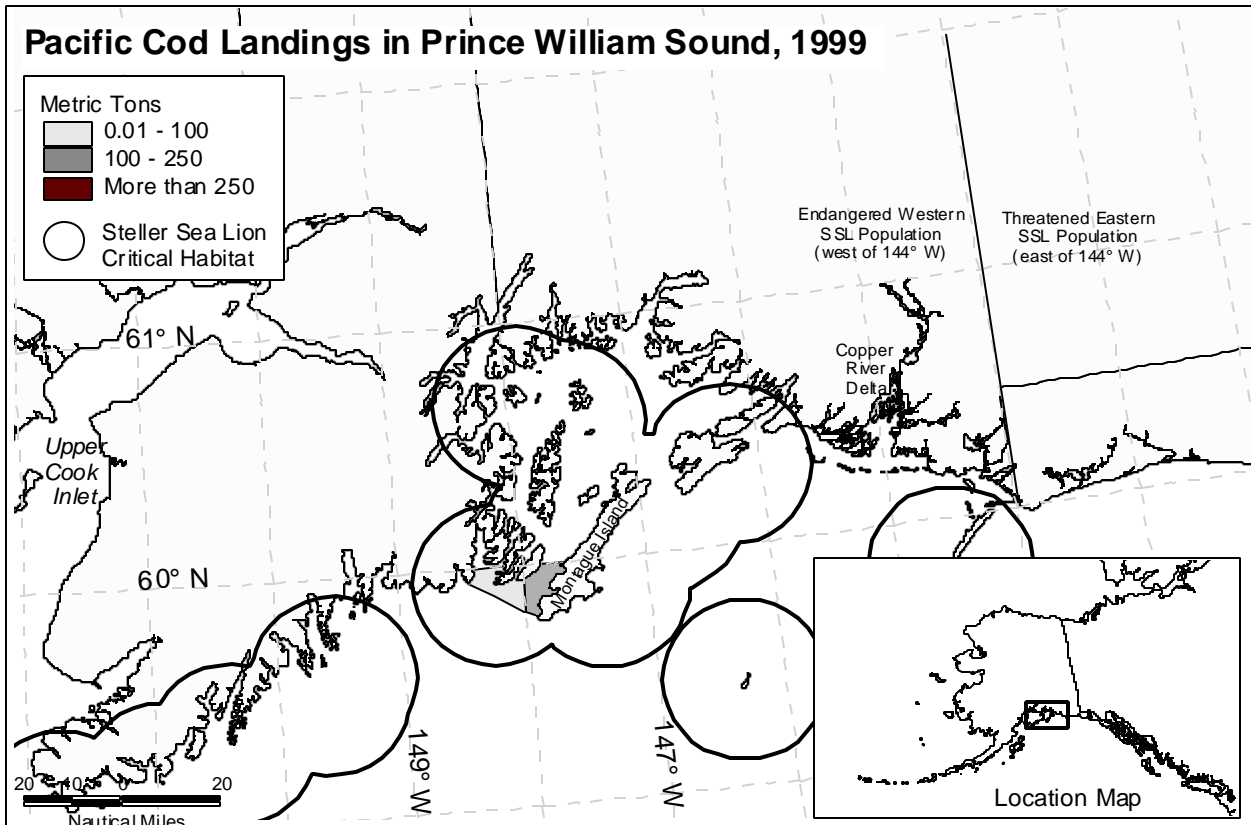 Pacific Cod Landings in Prince William Sound, 1999
Metric Tons
0.01 - 100
100 - 250
More than 250
Steller Sea Lion
Critical Habitat
Endangered Western
SSL Population
(west of 144° W)
Threatened Eastern
SSL Population
(east of 144° W)
61° N
Copper
River
Delta
Upper
Cook
Inlet
Montague Island
60° N
149° W
147° W
20 10 0 20
Nautical Miles
Location Map